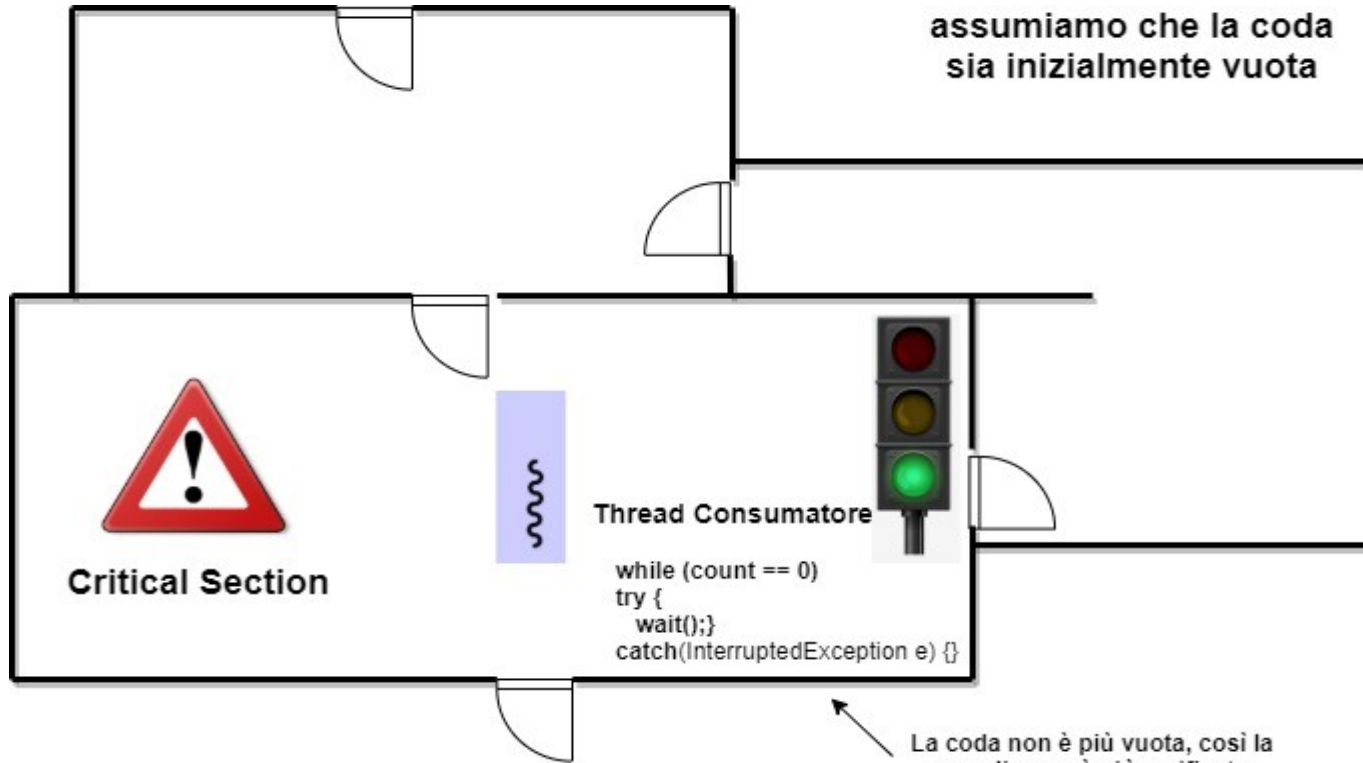 assumiamo che la coda
sia inizialmente vuota
Critical Section
Thread Consumatore
while (count == 0)
try {
wait();}
catch(InterruptedException e) {}
La coda non è più vuota, così la